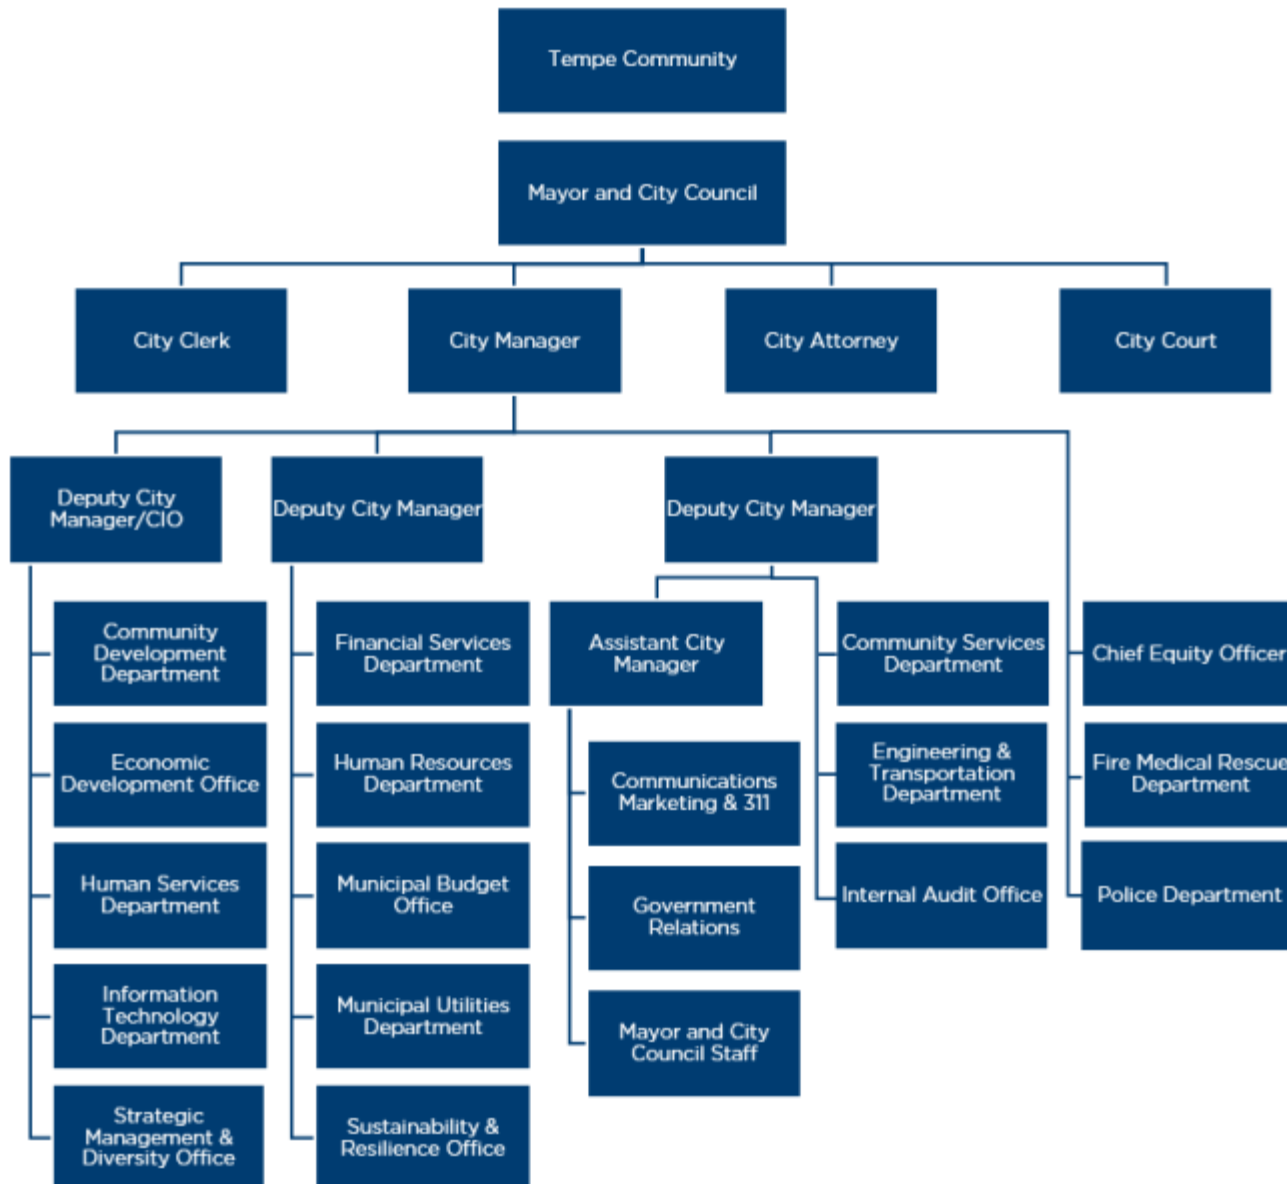 Tempe Community
Mayor and City Council
City Clerk
City Manager
City Attorney
City Court
Deputy City
Manager/CIO
Deputy City Manager
Deputy City Manager
Community
Development
Department
Economic
Development Office
Human Services
Department
Information
Technology
Department
Strategic
Management &
Diversity Office
Financial Services
Department
Human Resources
Department
Municipal Budget
Office
Municipal Utilities
Department
Sustainability &
Resilience Office
Assistant City
Manager
Communications
Marketing & 311
Government
Relations
Mayor and City
Council Staff
Community Services
Department
Engineering &
Transportation
Department
Internal Audit Office
Chief Equity Officer
Fire Medical Rescue
Department
Police Department